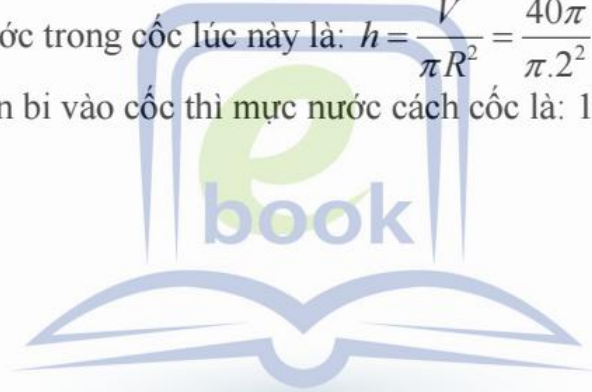 ớc trong cốc lúc này là: h = V/πR² = 40π/π.2²
n bi vào cốc thì mực nước cách cốc là: 1
e
book